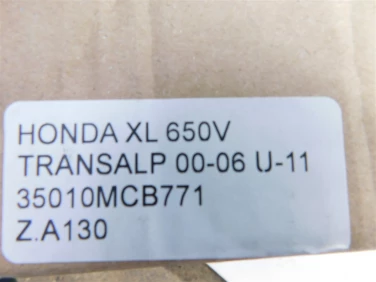 HONDA XL 650V
TRANSALP 00-06 U-11
35010MCB771
Z.A130